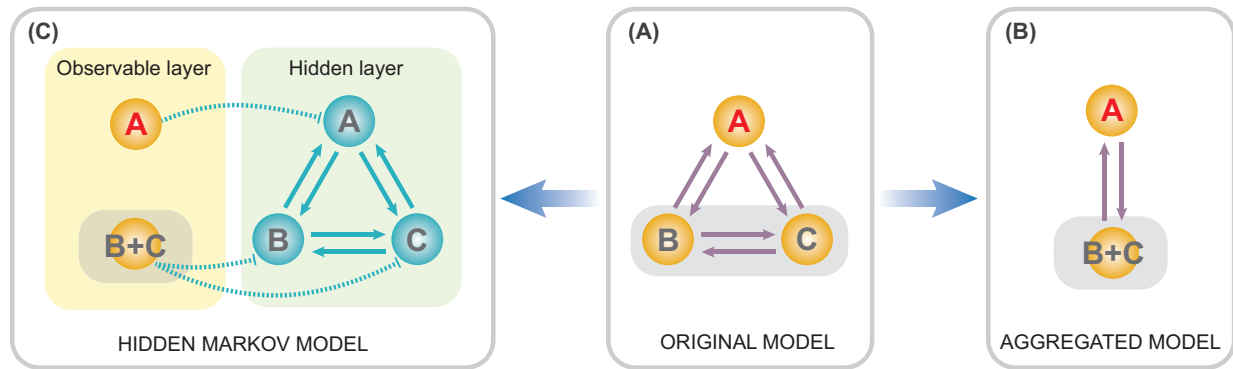 (C)
Observable layer
Hidden layer
A
A
B+C
B
C
HIDDEN MARKOV MODEL
(A)
A
B
C
ORIGINAL MODEL
(B)
A
B+C
AGGREGATED MODEL